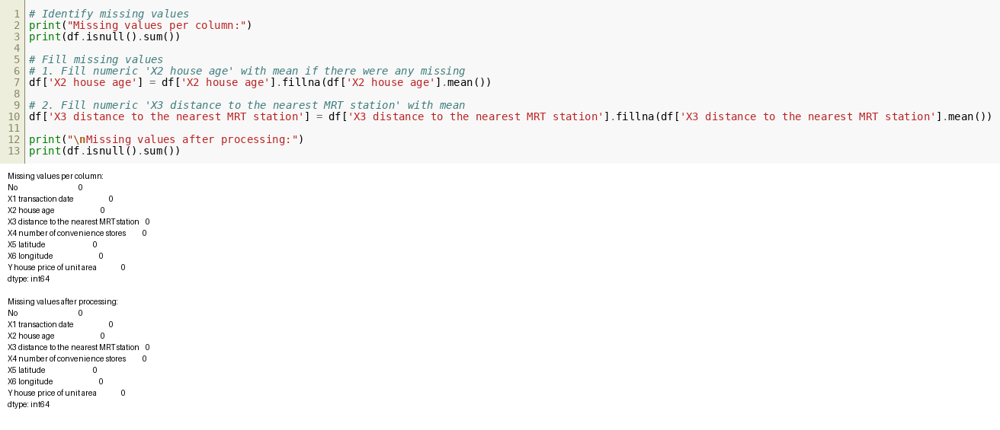 1 # Identify missing values
2 print("Missing values per column:")
3 print(df.isnull().sum())
4
5 # Fill missing values
6 # 1. Fill numeric 'X2 house age' with mean if there were any missing
7 df['X2 house age'] = df['X2 house age'].fillna(df['X2 house age'].mean())
8
9 # 2. Fill numeric 'X3 distance to the nearest MRT station' with mean
10 df['X3 distance to the nearest MRT station'] = df['X3 distance to the nearest MRT station'].fillna(df['X3 distance to the nearest MRT station'].mean())
11
12 print("\nMissing values after processing:")
13 print(df.isnull().sum())
Missing values per column:
No 0
X1 transaction date 0
X2 house age 0
X3 distance to the nearest MRT station 0
X4 number of convenience stores 0
X5 latitude 0
X6 longitude 0
Y house price of unit area 0
dtype: int64
Missing values after processing:
No 0
X1 transaction date 0
X2 house age 0
X3 distance to the nearest MRT station 0
X4 number of convenience stores 0
X5 latitude 0
X6 longitude 0
Y house price of unit area 0
dtype: int64